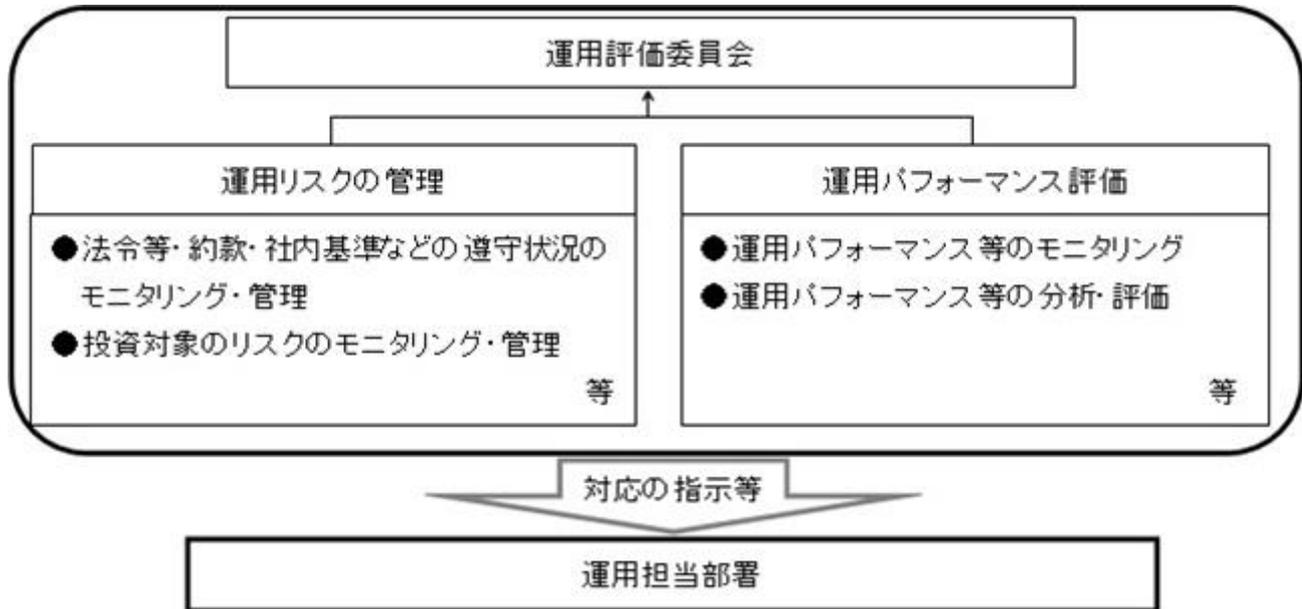 運用評価委員会
運用リスクの管理
●法令等・約款・社内基準などの遵守状況の
モニタリング・管理
●投資対象のリスクのモニタリング・管理
等
運用パフォーマンス評価
●運用パフォーマンス等のモニタリング
●運用パフォーマンス等の分析・評価
等
対応の指示等
運用担当部署